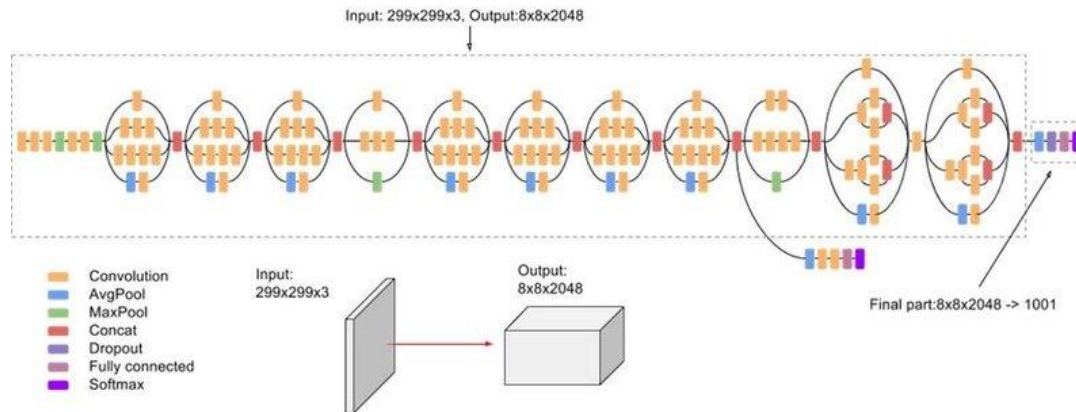 Input: 299x299x3, Output:8x8x2048
Convolution
AvgPool
MaxPool
Concat
Dropout
Fully connected
Softmax
Input:
299x299x3
Output:
8x8x2048
Final part:8x8x2048 -> 1001